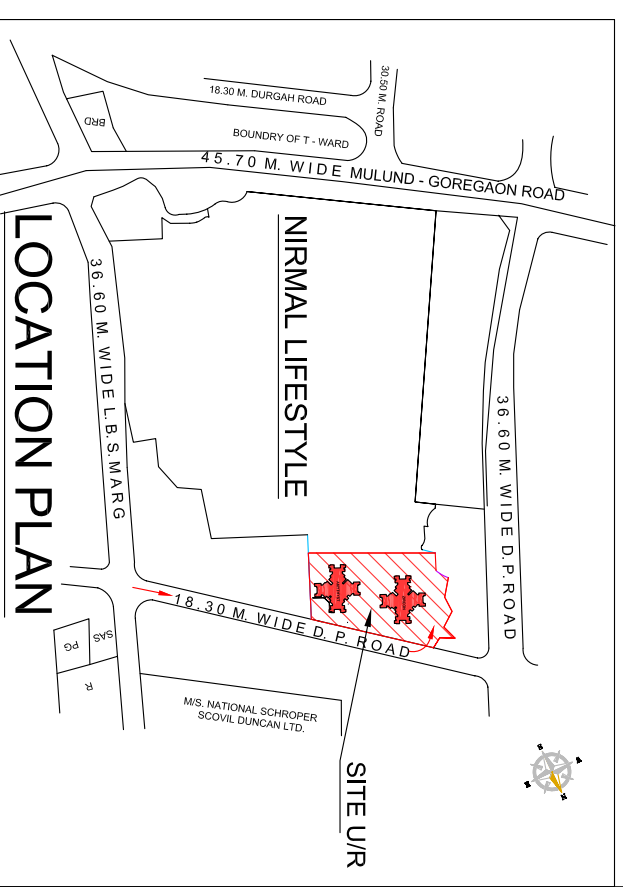 18.30 M. DURGAH ROAD
30.50 M. ROAD
BRD
BOUNDRY OF T - WARD
45.70 M. WIDE MULUND - GOREGAON ROAD
NIRMAL LIFESTYLE
LOCATION PLAN
36.60 M. WIDE L.B.S.MARG
36.60 M. WIDE D.P.ROAD
18.30 M. WIDE D. P. ROAD
SAS
PG
R
M/S. NATIONAL SCHROPER
SCOVIL DUNCAN LTD.
SITE U/R